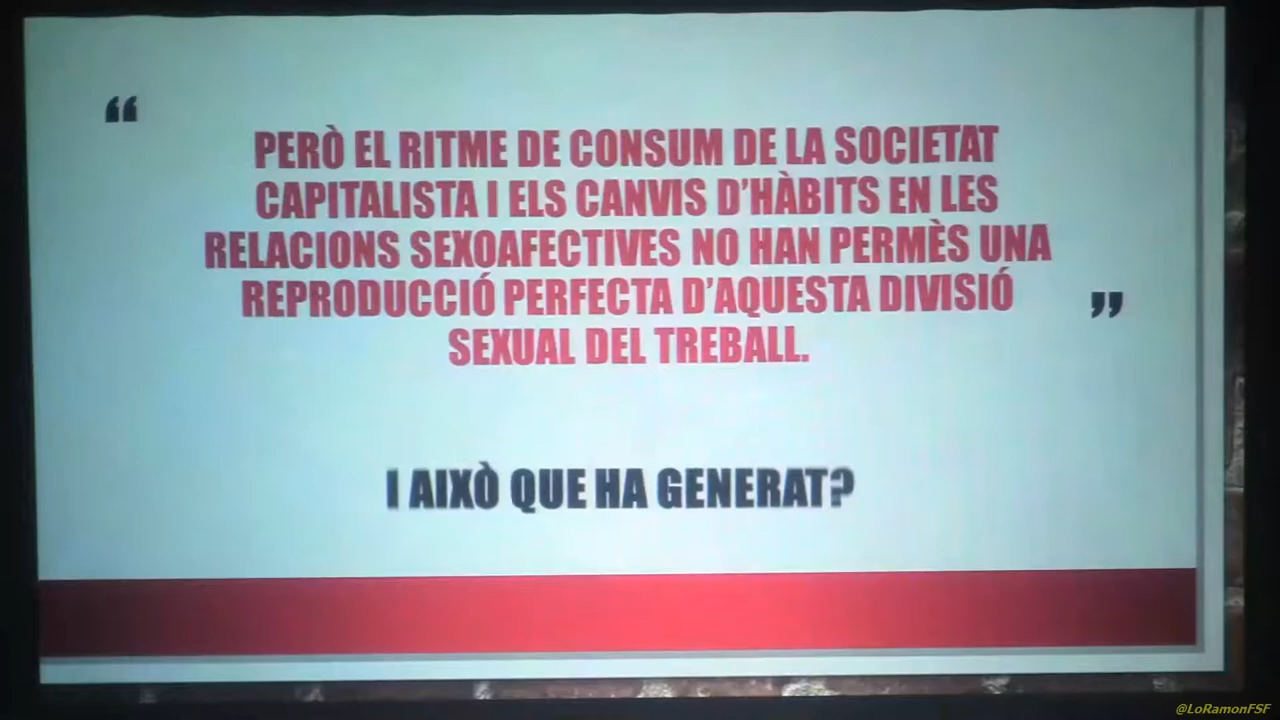 “
PERÒ EL RITME DE CONSUM DE LA SOCIETAT
CAPITALISTA I ELS CANVIS D’HÀBITS EN LES
RELACIONS SEXOAFECTIVES NO HAN PERMÈS UNA
REPRODUCCIÓ PERFECTA D’AQUESTA DIVISIÓ
SEXUAL DEL TREBALL.
”
I AIXÒ QUE HA GENERAT?
@LoRamonFSF